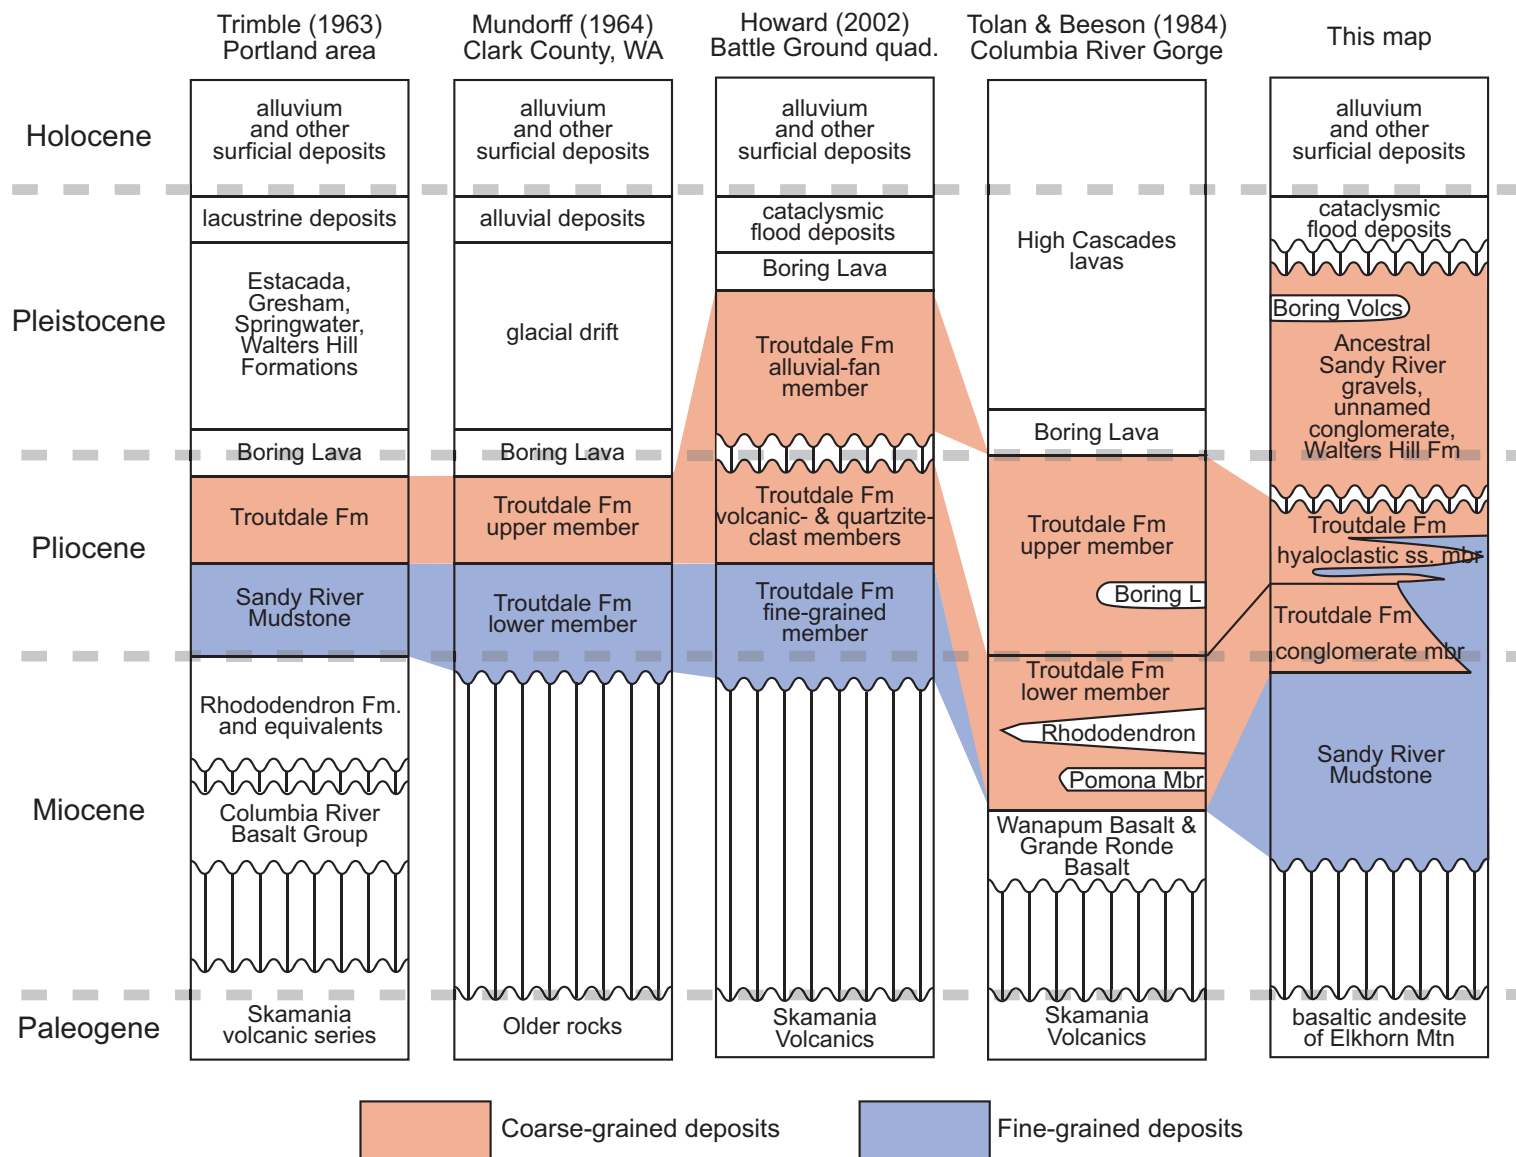 Trimble (1963)
Portland area
Mundorff (1964)
Clark County, WA
Howard (2002)
Battle Ground quad.
Tolan & Beeson (1984)
Columbia River Gorge
This map
Holocene
Pleistocene
Pliocene
Miocene
Paleogene
alluvium
and other
surficial deposits
lacustrine deposits
Estacada,
Gresham,
Springwater,
Walters Hill
Formations
Boring Lava
Troutdale Fm
Sandy River
Mudstone
Rhododendron Fm.
and equivalents
Columbia River
Basalt Group
Skamania
volcanic series
alluvium
and other
surficial deposits
alluvial deposits
glacial drift
Boring Lava
Troutdale Fm
upper member
Troutdale Fm
lower member
Older rocks
alluvium
and other
surficial deposits
cataclysmic
flood deposits
Boring Lava
Troutdale Fm
alluvial-fan
member
Troutdale Fm
volcanic- & quartzite-
clast members
Troutdale Fm
fine-grained
member
Skamania
Volcanics
High Cascades
lavas
Boring Lava
Troutdale Fm
upper member
Boring L
Troutdale Fm
lower member
Rhododendron
Pomona Mbr
Wanapum Basalt &
Grande Ronde
Basalt
Skamania
Volcanics
alluvium
and other
surficial deposits
cataclysmic
flood deposits
Boring Volcs
Ancestral
Sandy River
gravels,
unnamed
conglomerate,
Walters Hill Fm
Troutdale Fm
hyaloclastic ss. mbr
Troutdale Fm
conglomerate mbr
Sandy River
Mudstone
basaltic andesite
of Elkhorn Mtn
Coarse-grained deposits
Fine-grained deposits